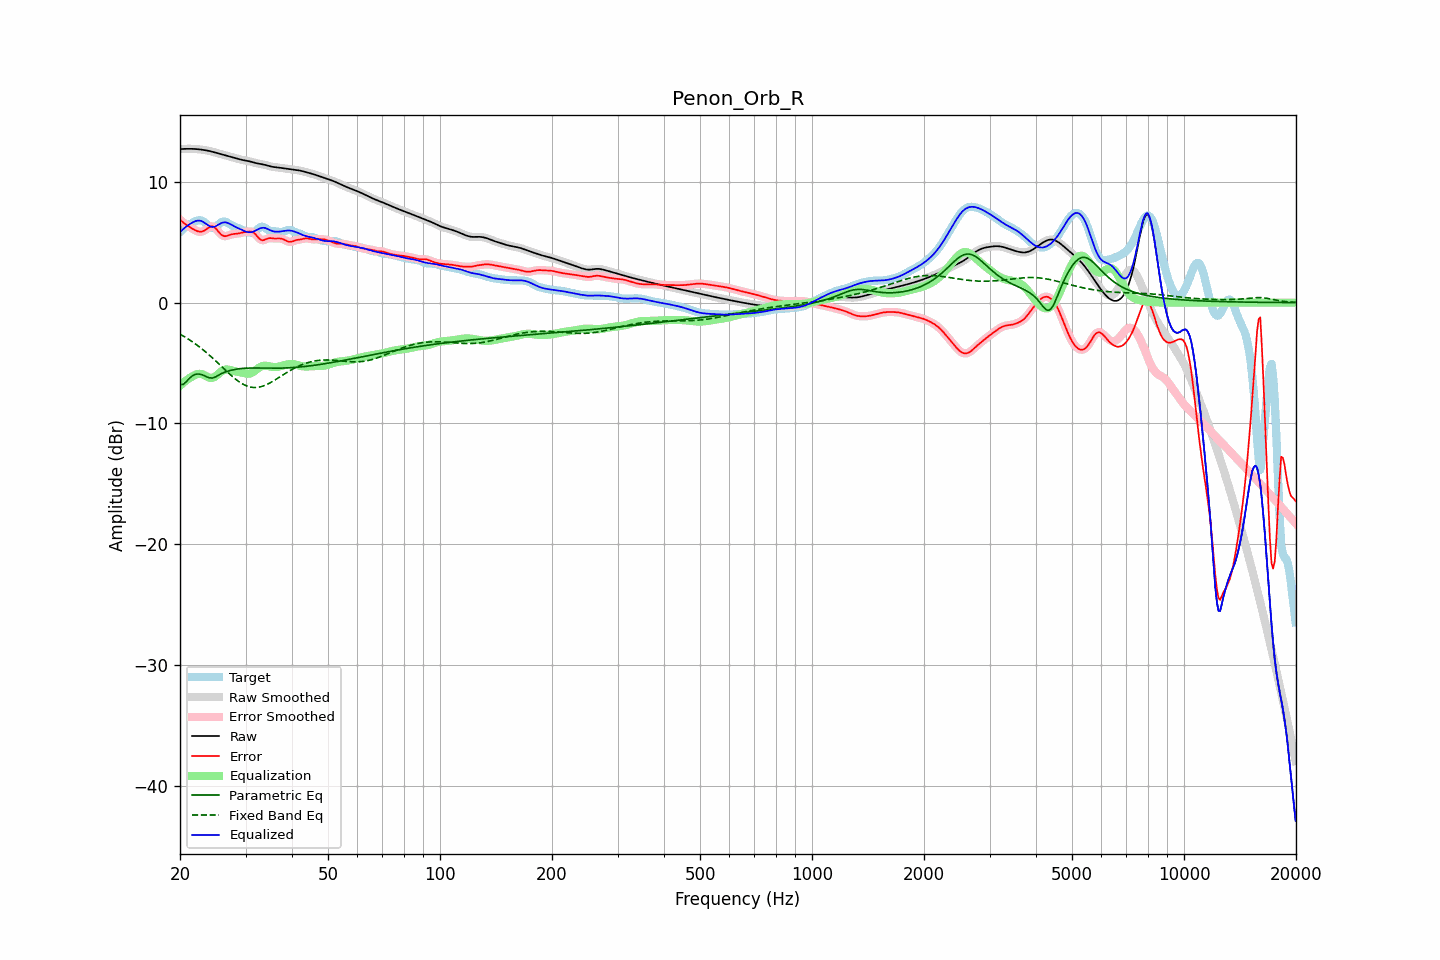 Penon_Orb_R
Amplitude (dBr)
10
0
−10
−20
−30
−40
Target
Raw Smoothed
Error Smoothed
Raw
Error
Equalization
Parametric Eq
Fixed Band Eq
Equalized
20 50 100 200 500 1000 2000 5000 10000 20000
Frequency (Hz)